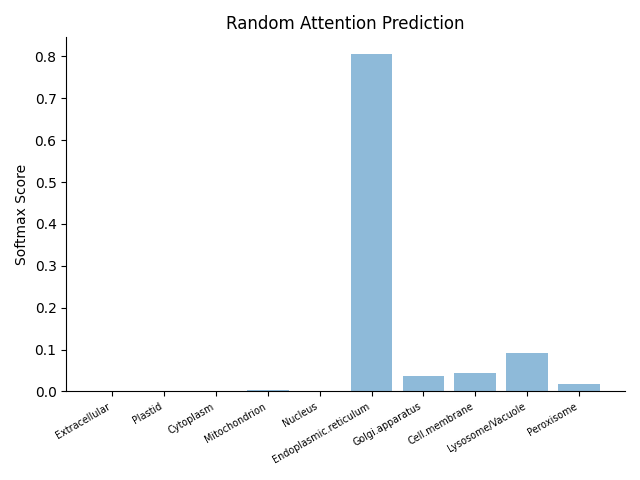 Random Attention Prediction
Softmax Score
0.8
0.7
0.6
0.5
0.4
0.3
0.2
0.1
0.0
Extracellular
Plastid
Cytoplasm
Mitochondrion
Nucleus
Endoplasmic.reticulum
Golgi.apparatus
Cell.membrane
Lysosome/Vacuole
Peroxisome